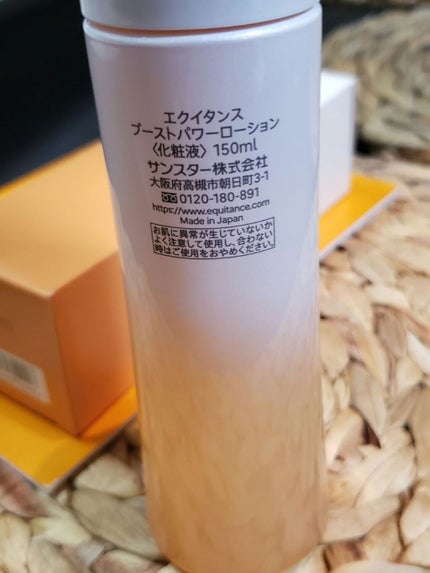 エクイタンス
ブーストパワーローション
〈化粧液〉150ml
サンスター株式会社
大阪府高槻市朝日町3-1
0120-180-891
https://www.equitance.com
Made in Japan
お肌に異常が生じていないか
よく注意して使用し、合わない
時はご使用をおやめください。